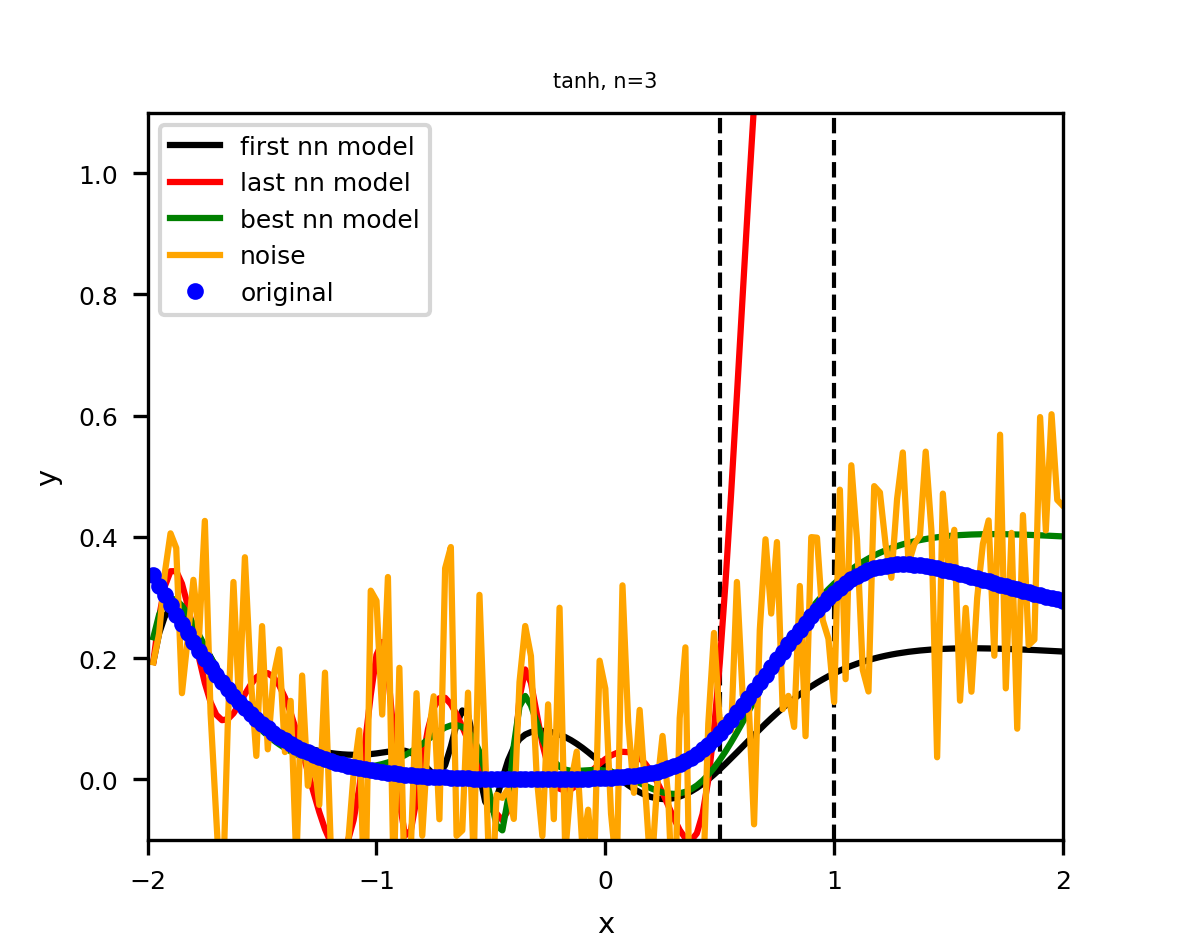 tanh, n=3
first nn model
last nn model
best nn model
noise
original
1.0
0.8
0.6
0.4
0.2
0.0
y
−2
−1
0
1
2
x